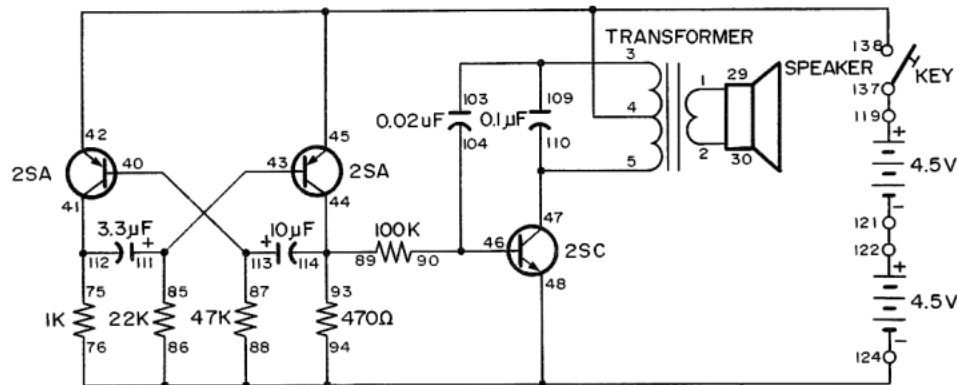 TRANSFORMER
3
138
1
29
SPEAKER
KEY
137
103
109
119
42
45
0.02uF
0.1µF
4
+
104
110
2
30
4.5V
40
43
5
2SA
2SA
41
44
-
121
3.3µF
10µF
47
+
+
100K
46
2SC
122
112
111
113
114
89
90
48
+
75
85
87
93
1K
22K
47K
470Ω
4.5V
76
86
88
94
-
124